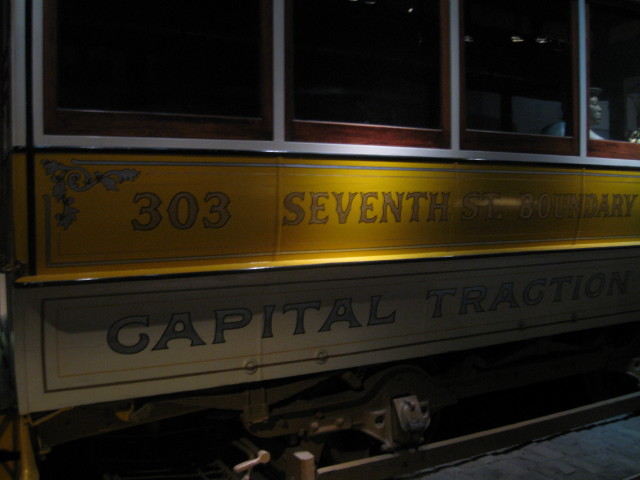 303 SEVENTH ST. BOUNDARY
CAPITAL TRACTION